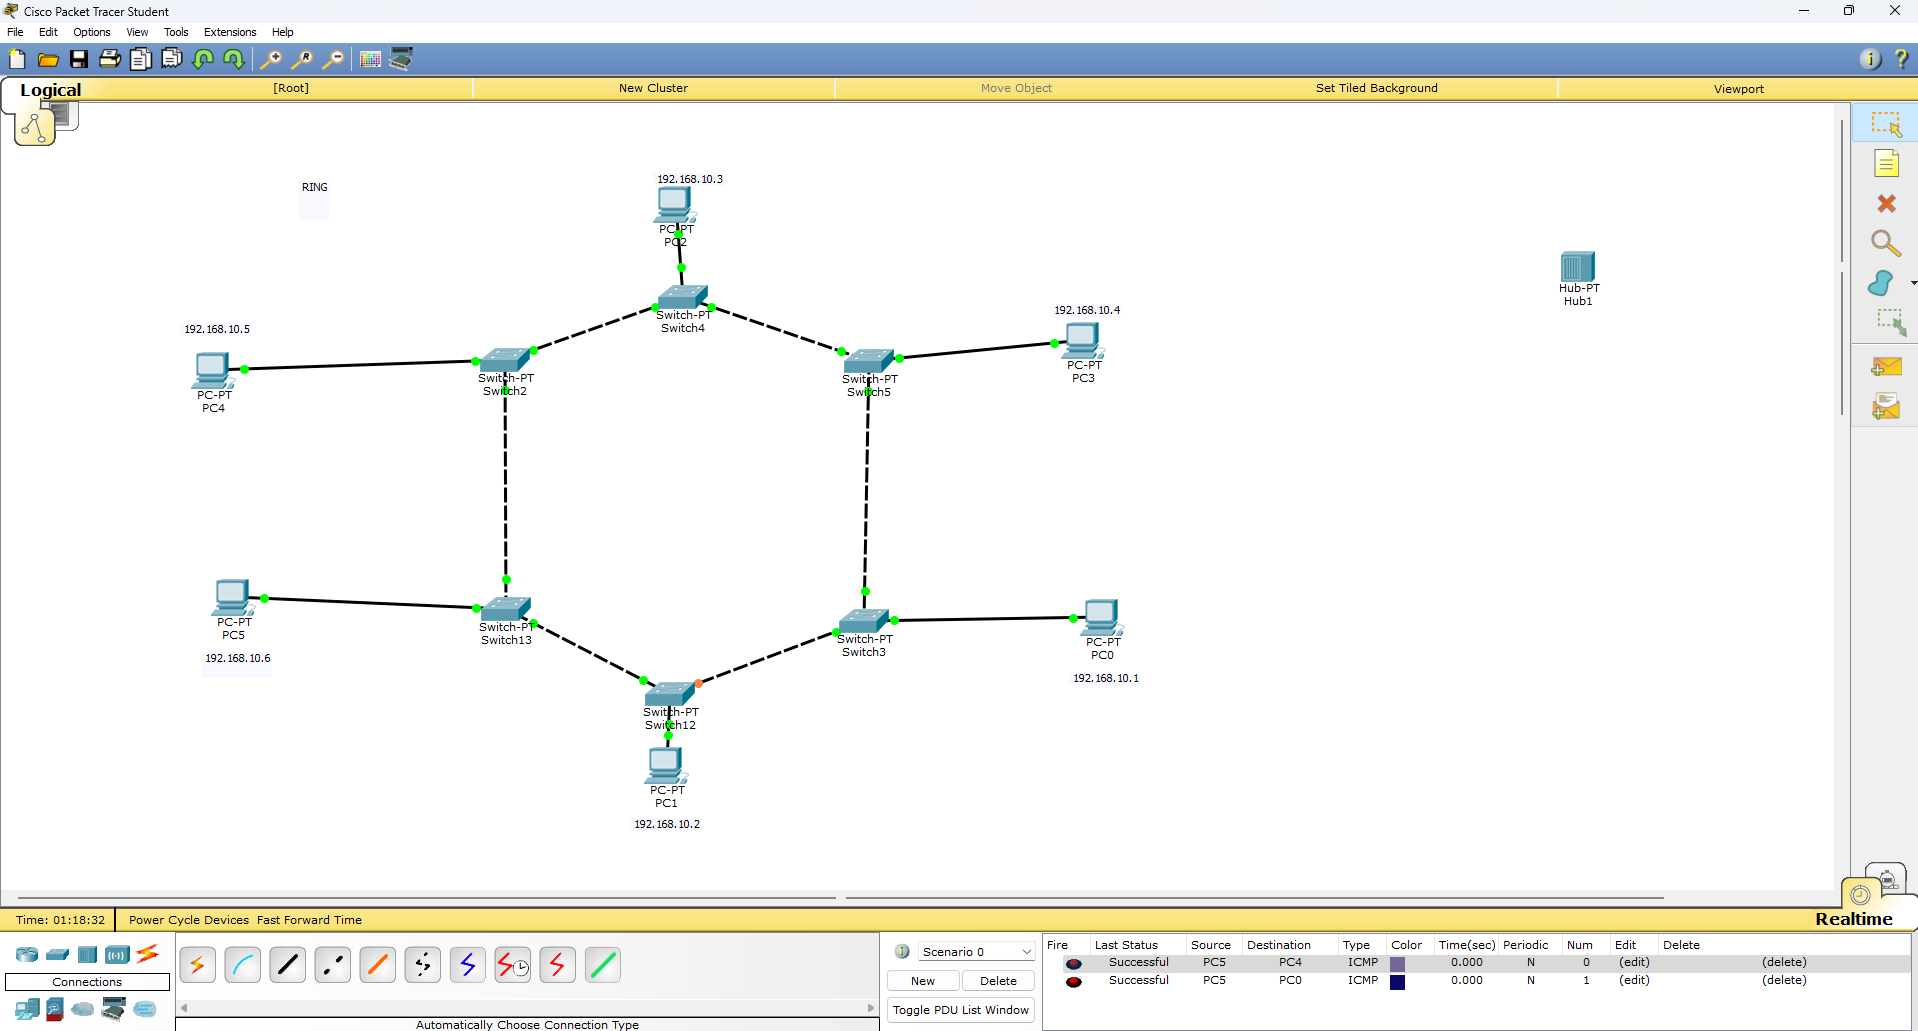 Cisco Packet Tracer Student
File Edit Options View Tools Extensions Help
Logical [Root] New Cluster Move Object Set Tiled Background Viewport
RING
192.168.10.3
PC-PT
PC2
Switch-PT
Switch4
192.168.10.4
PC-PT
PC3
Hub-PT
Hub1
192.168.10.5
PC-PT
PC4
Switch-PT
Switch2
Switch-PT
Switch5
PC-PT
PC5
192.168.10.6
Switch-PT
Switch13
Switch-PT
Switch3
PC-PT
PC0
192.168.10.1
Switch-PT
Switch12
PC-PT
PC1
192.168.10.2
Time: 01:18:32 Power Cycle Devices Fast Forward Time Realtime
Connections
Automatically Choose Connection Type
Scenario 0
New Delete
Toggle PDU List Window
Fire Last Status Source Destination Type Color Time(sec) Periodic Num Edit Delete
Successful PC5 PC4 ICMP 0.000 N 0 (edit) (delete)
Successful PC5 PC0 ICMP 0.000 N 1 (edit) (delete)